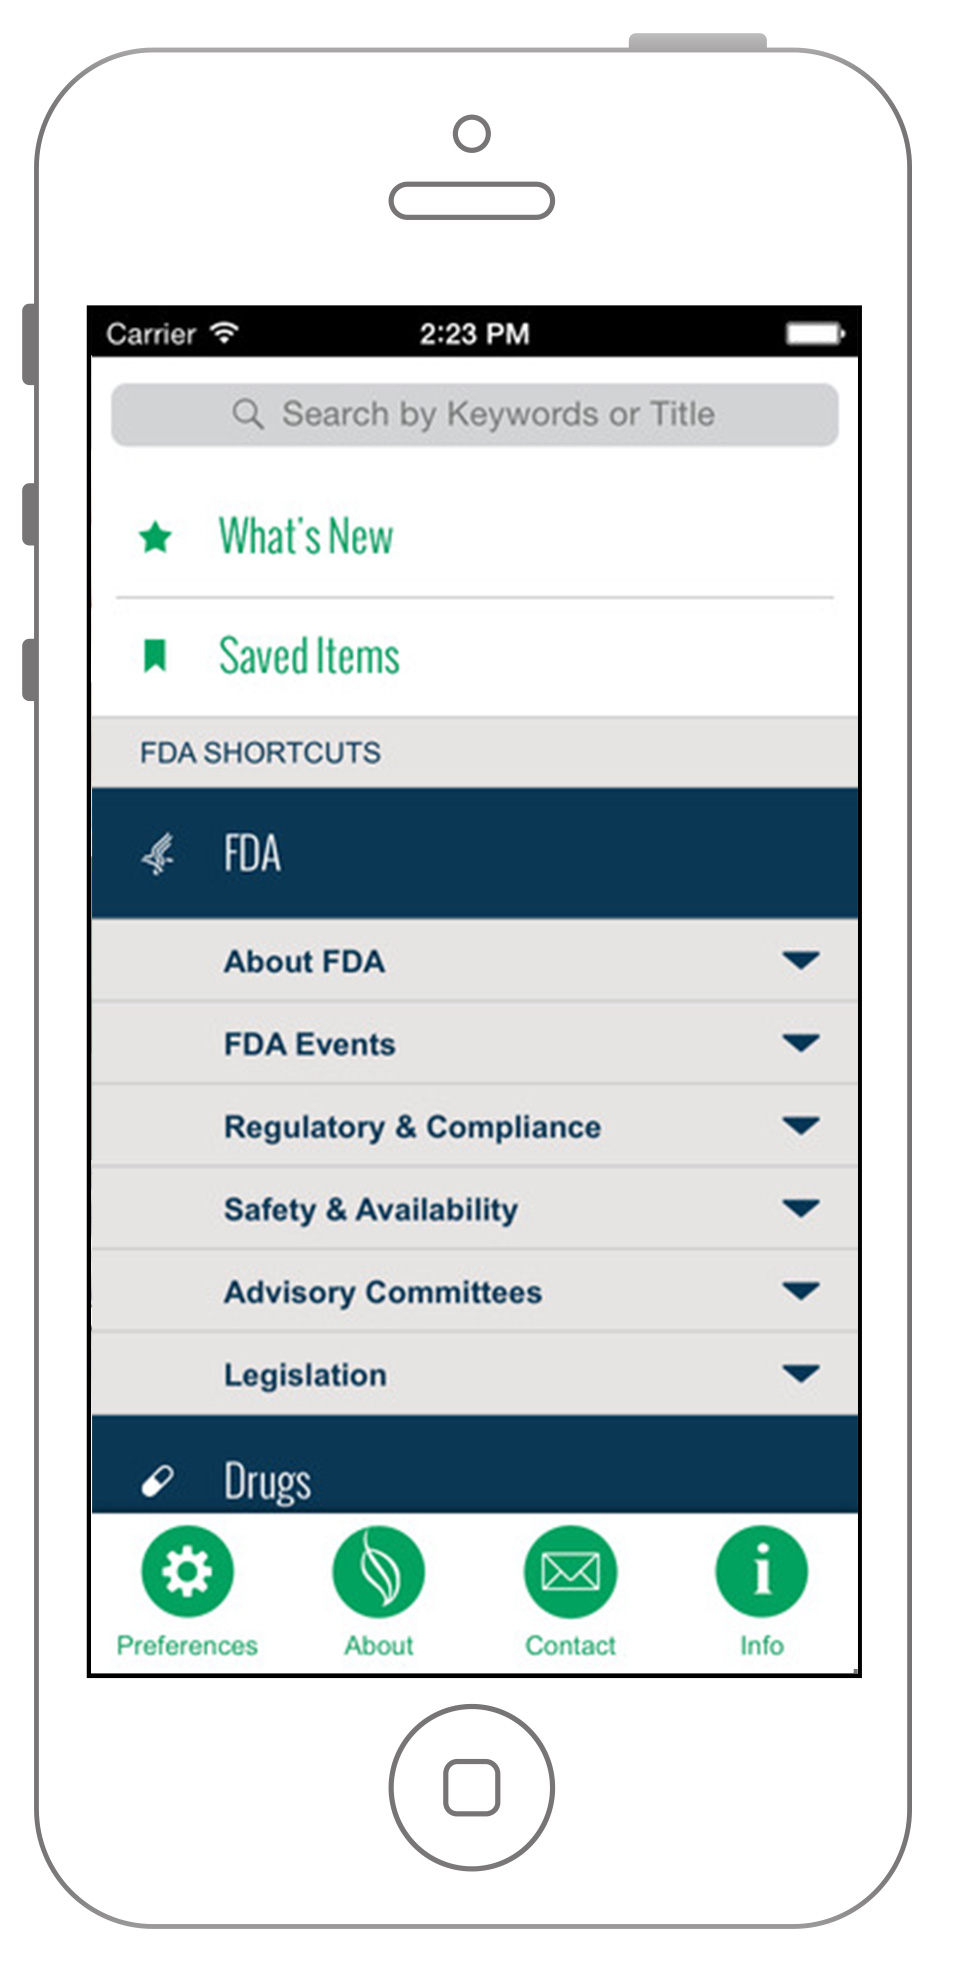 Carrier 2:23 PM
Search by Keywords or Title
What's New
Saved Items
FDA SHORTCUTS
FDA
About FDA
FDA Events
Regulatory & Compliance
Safety & Availability
Advisory Committees
Legislation
Drugs
Preferences About Contact Info